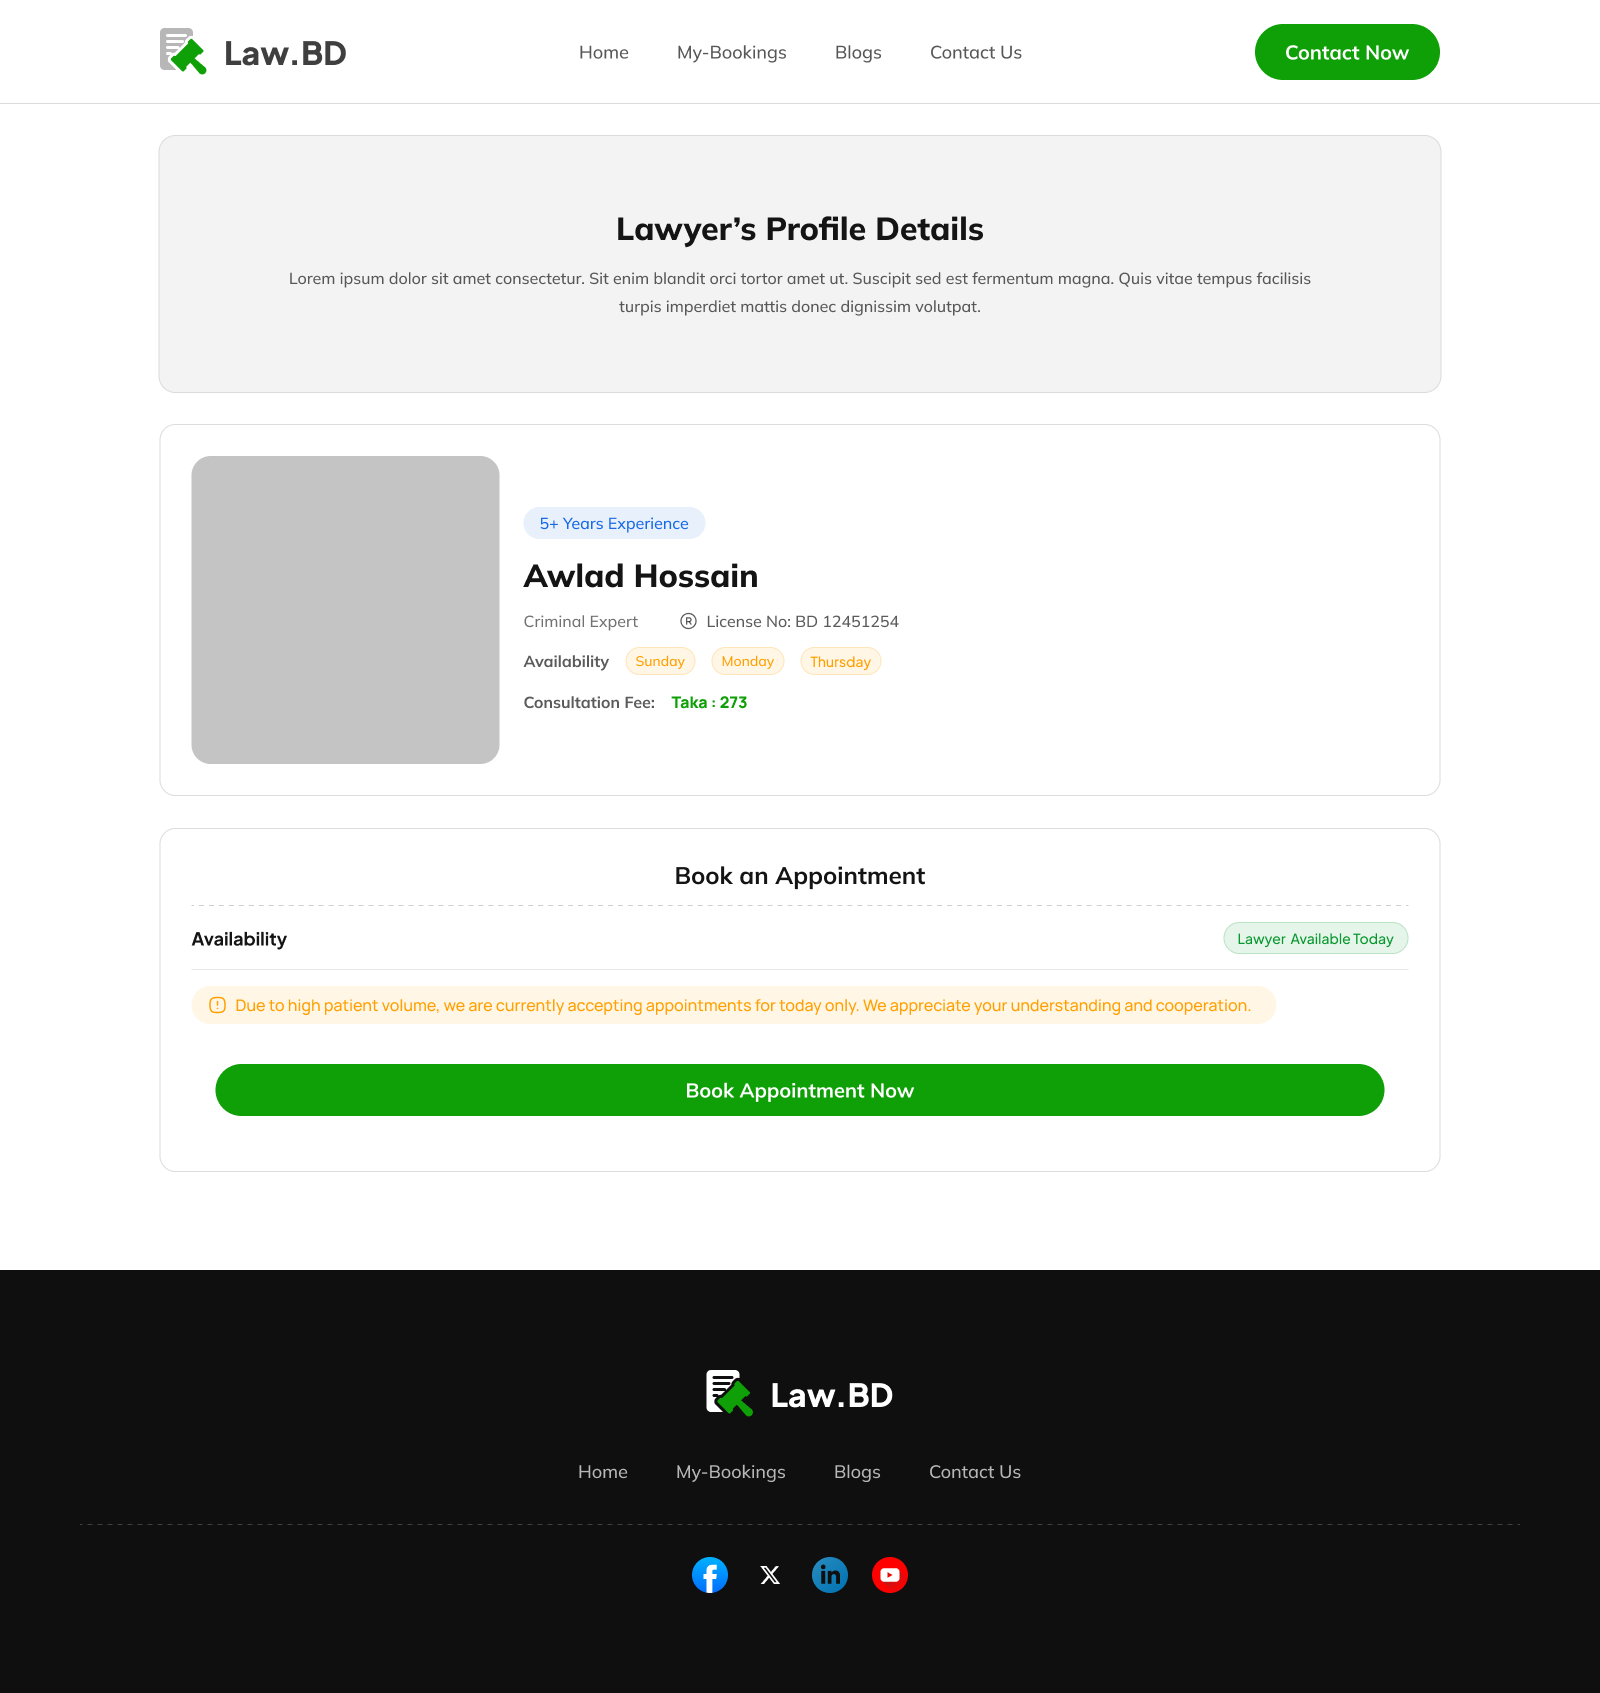 Law.BD
Home My-Bookings Blogs Contact Us
Contact Now
Lawyer’s Profile Details
Lorem ipsum dolor sit amet consectetur. Sit enim blandit orci tortor amet ut. Suscipit sed est fermentum magna. Quis vitae tempus facilisis
turpis imperdiet mattis donec dignissim volutpat.
5+ Years Experience
Awlad Hossain
Criminal Expert ® License No: BD 12451254
Availability Sunday Monday Thursday
Consultation Fee: Taka : 273
Book an Appointment
Availability Lawyer Available Today
Due to high patient volume, we are currently accepting appointments for today only. We appreciate your understanding and cooperation.
Book Appointment Now
Law.BD
Home My-Bookings Blogs Contact Us